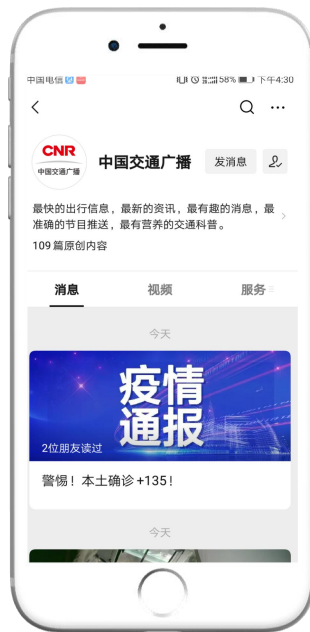 中国电信
58% 下午4:30
CNR
中国交通广播
中国交通广播
发消息
最快的出行信息，最新的资讯，最有趣的消息，最
准确的节目推送，最有营养的交通科普。
109篇原创内容
消息 视频 服务
今天
疫情
通报
2位朋友读过
警惕！本土确诊+135！
今天